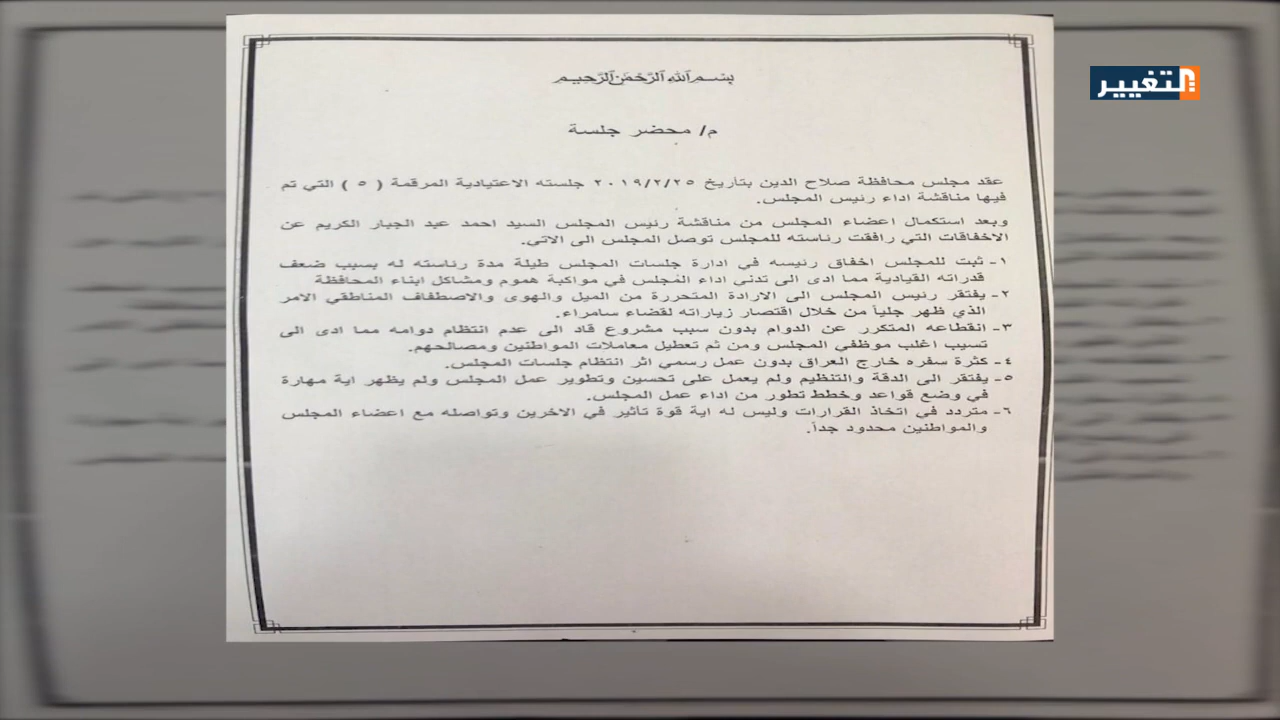 التغيير
بسم الله الرحمن الرحيم
م/ محضر جلسة
عقد مجلس محافظة صلاح الدين بتأريخ ٢٠١٩/٢/٢٥ جلسته الاعتيادية المرقمة ( ٥ ) التي تم
فيها مناقشة اداء رئيس المجلس.
وبعد استكمال اعضاء المجلس من مناقشة رئيس المجلس السيد احمد عبد الجبار الكريم عن
الاخفاقات التي رافقت رئاسته للمجلس توصل المجلس الى الاتي.
١- ثبت للمجلس اخفاق رئيسه في ادارة جلسات المجلس طيلة مدة رئاسته له بسبب ضعف
قدراته القيادية مما ادى الى تدني اداء المجلس في مواكبة هموم ومشاكل ابناء المحافظة
٢- يفتقر رئيس المجلس الى الارادة المتحررة من الميل والهوى والاصطفاف المناطقي الامر
الذي ظهر جلياً من خلال اقتصار زياراته لقضاء سامراء.
٣- انقطاعه المتكرر عن الدوام بدون سبب مشروع قاد الى عدم انتظام دوامه مما ادى الى
تسيب اغلب موظفي المجلس ومن ثم تعطيل معاملات المواطنين ومصالحهم.
٤- كثرة سفره خارج العراق بدون عمل رسمي اثر انتظام جلسات المجلس.
٥- يفتقر الى الدقة والتنظيم ولم يعمل على تحسين وتطوير عمل المجلس ولم يظهر اية مهارة
في وضع قواعد وخطط تطور من اداء عمل المجلس.
٦- متردد في اتخاذ القرارات وليس له اية قوة تأثير في الاخرين وتواصله مع اعضاء المجلس
والمواطنين محدود جداً.